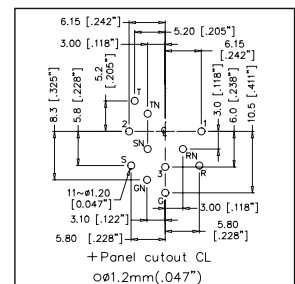 6.15 [.242"]
5.20 [.205"]
3.00 [.118"]
6.15
[.242"]
5.2
[.205"]
8.3 [.325"]
5.8 [.228"]
3.0 [.118"]
6.0 [.238"]
10.5 [.411"]
T
TN
2
1
SN
RN
S
3
R
GN
G
11~ø1.20
[0.047"]
3.10 [.122"]
3.00 [.118"]
5.80 [.228"]
5.80
[.228"]
+Panel cutout CL
Oø1.2mm(.047")